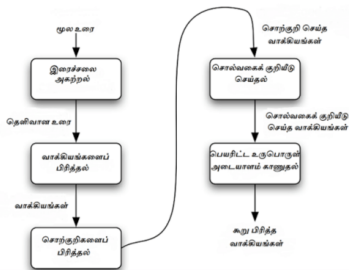 மூல உரை
இரைச்சலை
அகற்றல்
தெளிவான உரை
வாக்கியங்களைப்
பிரித்தல்
வாக்கியங்கள்
சொற்குறிகளைப்
பிரித்தல்
சொற்குறி செய்த
வாக்கியங்கள்
சொல்வகைக் குறியீடு
செய்தல்
சொல்வகைக் குறியீடு
செய்த வாக்கியங்கள்
பெயரிட்ட உருபொருள்
அடையாளம் காணுதல்
கூறு பிரித்த
வாக்கியங்கள்